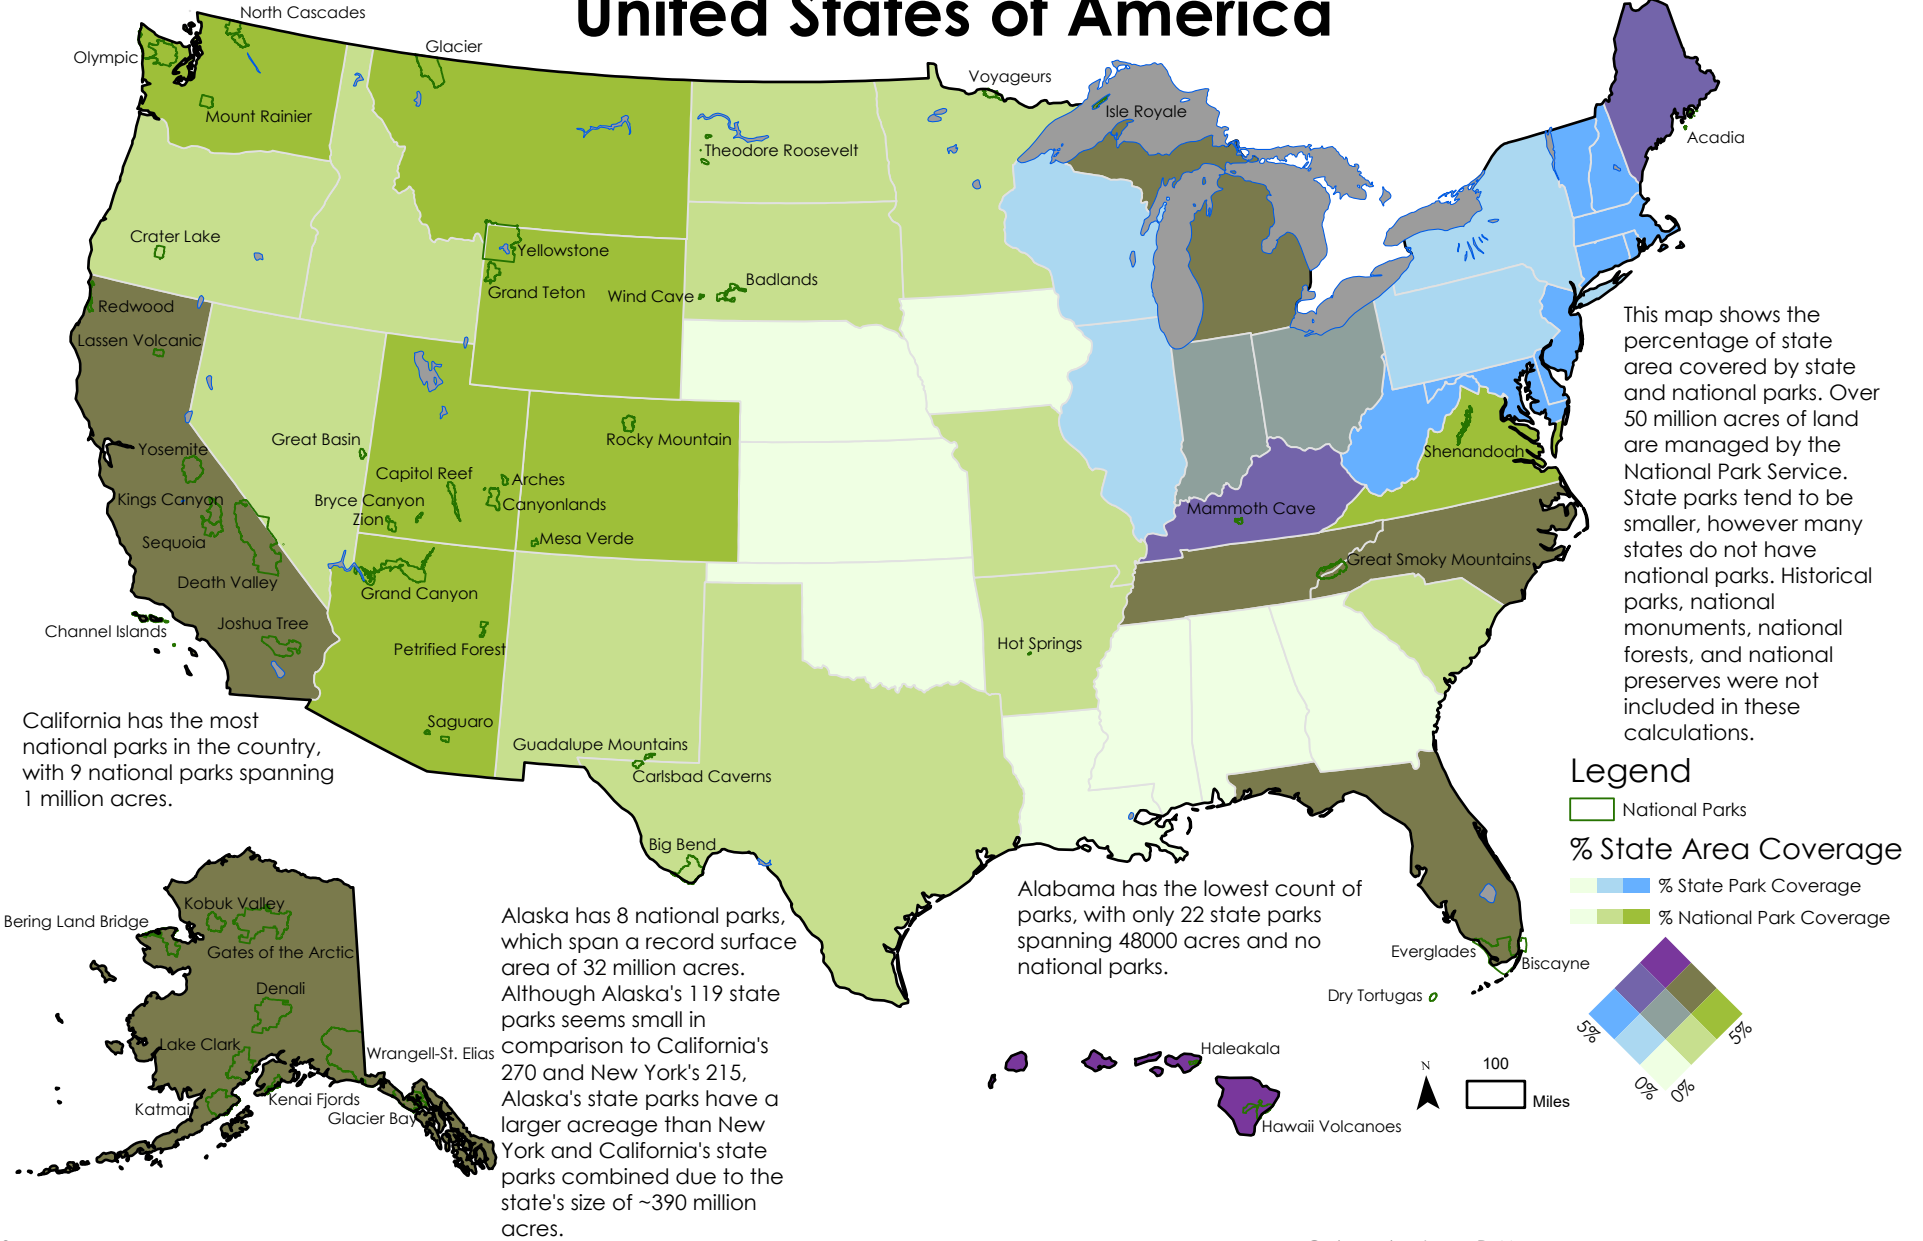 United States of America
North Cascades
Olympic
Glacier
Mount Rainier
Voyageurs
Isle Royale
Acadia
Theodore Roosevelt
Crater Lake
Yellowstone
Grand Teton
Wind Cave
Badlands
Redwood
Lassen Volcanic
Yosemite
Great Basin
Rocky Mountain
Capitol Reef
Arches
Bryce Canyon
Canyonlands
Zion
Kings Canyon
Sequoia
Mesa Verde
Death Valley
Grand Canyon
Shenandoah
Mammoth Cave
Great Smoky Mountains
Channel Islands
Joshua Tree
Petrified Forest
Hot Springs
Saguaro
Guadalupe Mountains
Carlsbad Caverns
Big Bend
This map shows the
percentage of state
area covered by state
and national parks. Over
50 million acres of land
are managed by the
National Park Service.
State parks tend to be
smaller, however many
states do not have
national parks. Historical
parks, national
monuments, national
forests, and national
preserves were not
included in these
calculations.
California has the most
national parks in the country,
with 9 national parks spanning
1 million acres.
Legend
National Parks
% State Area Coverage
% State Park Coverage
% National Park Coverage
5%
5%
0%
0%
Kobuk Valley
Bering Land Bridge
Gates of the Arctic
Denali
Lake Clark
Wrangell-St. Elias
Katmai
Kenai Fjords
Glacier Bay
Alaska has 8 national parks,
which span a record surface
area of 32 million acres.
Although Alaska's 119 state
parks seems small in
comparison to California's
270 and New York's 215,
Alaska's state parks have a
larger acreage than New
York and California's state
parks combined due to the
state's size of ~390 million
acres.
Alabama has the lowest count of
parks, with only 22 state parks
spanning 48000 acres and no
national parks.
Everglades
Biscayne
Dry Tortugas
Haleakala
Hawaii Volcanoes
N
100
Miles